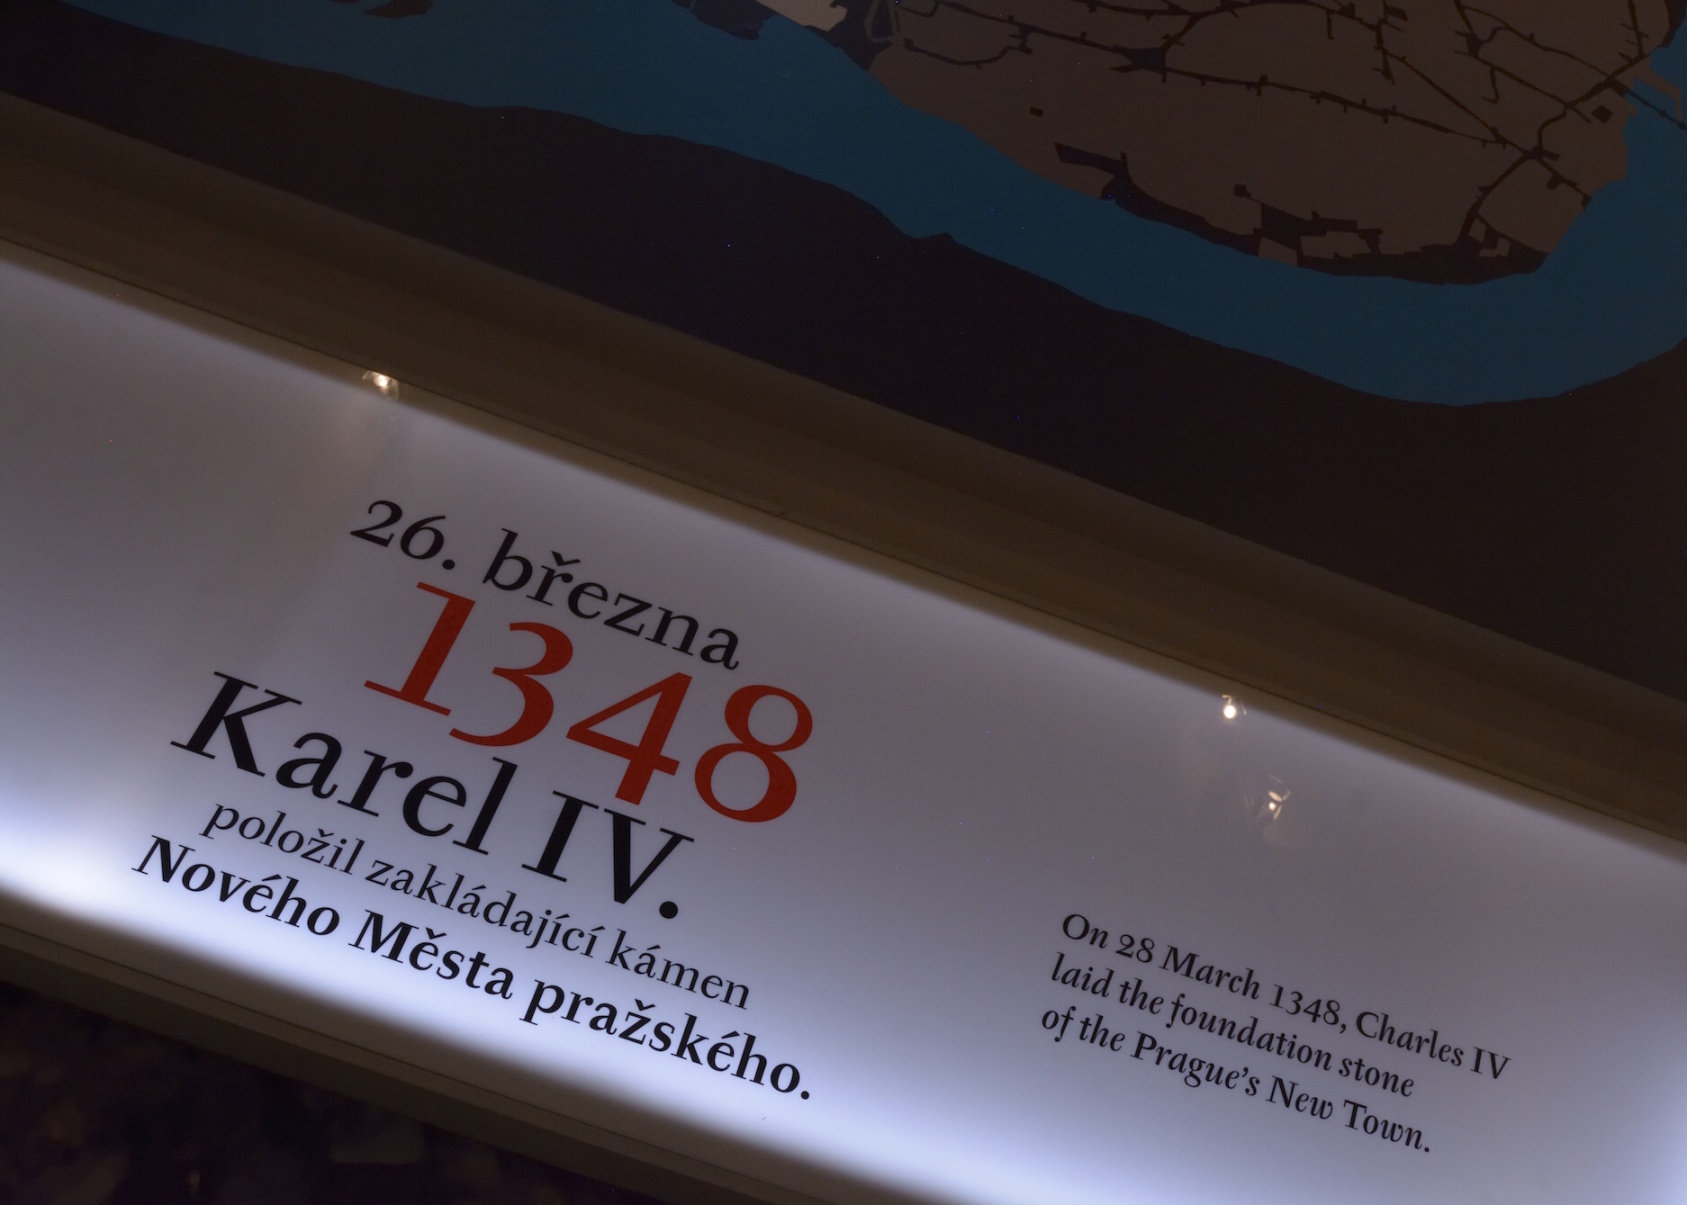 26. března
1348
Karel IV.
položil zakládající kámen
Nového Města pražského.
On 28 March 1348, Charles IV
laid the foundation stone
of the Prague’s New Town.